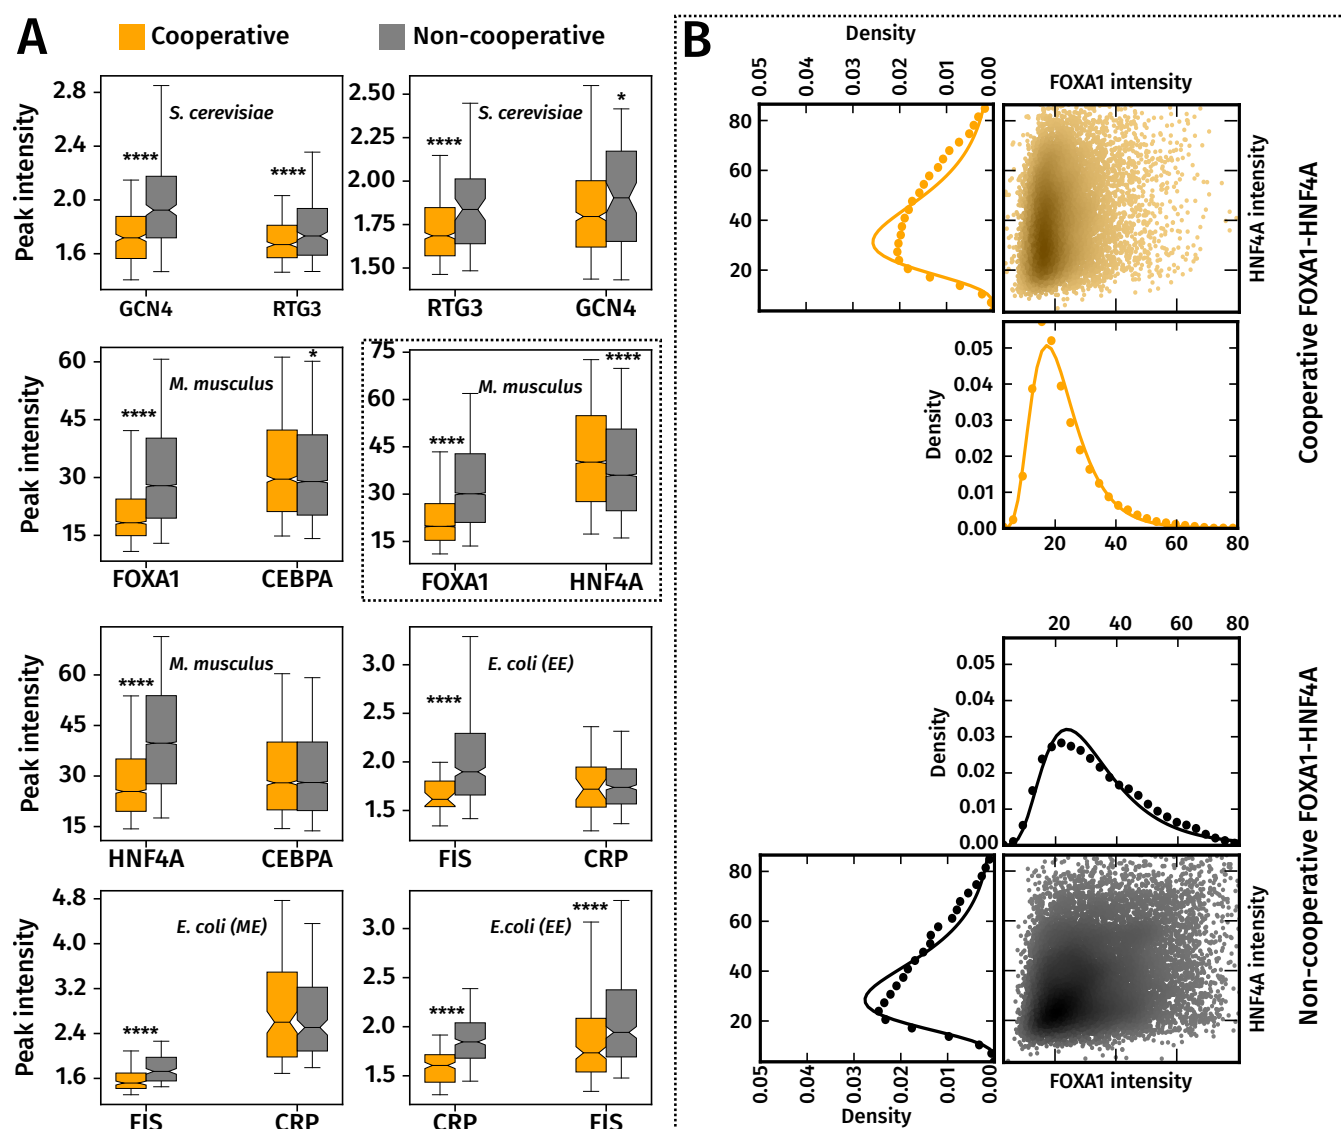 A
Cooperative
Non-cooperative
Peak intensity
2.8
2.4
2.0
1.6
S. cerevisiae
****
****
GCN4
RTG3
2.50
2.25
2.00
1.75
1.50
S. cerevisiae
****
*
RTG3
GCN4
Peak intensity
60
45
30
15
M. musculus
****
*
FOXA1
CEBPA
75
60
45
30
15
M. musculus
****
****
FOXA1
HNF4A
Peak intensity
60
45
30
15
M. musculus
****
HNF4A
CEBPA
3.0
2.5
2.0
1.5
E. coli (EE)
****
FIS
CRP
Peak intensity
4.8
4.0
3.2
2.4
1.6
E. coli (ME)
****
FIS
CRP
3.0
2.5
2.0
1.5
E.coli (EE)
****
****
CRP
FIS
B
Density
0.05
0.04
0.03
0.02
0.01
0.00
80
60
40
20
FOXA1 intensity
HNF4A intensity
Cooperative FOXA1-HNF4A
Density
0.05
0.04
0.03
0.02
0.01
0.00
20 40 60 80
20 40 60 80
Density
0.05
0.04
0.03
0.02
0.01
0.00
Non-cooperative FOXA1-HNF4A
80
60
40
20
HNF4A intensity
0.05
0.04
0.03
0.02
0.01
0.00
Density
FOXA1 intensity